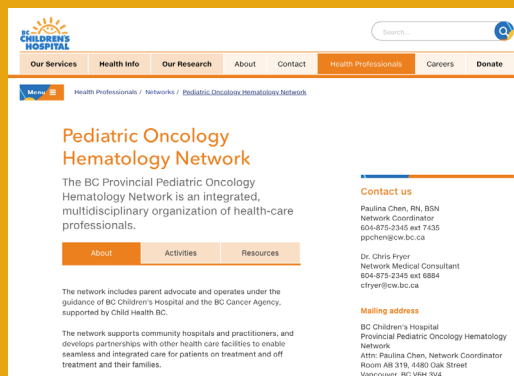 BC
CHILDREN'S
HOSPITAL
Search...
Our Services Health Info Our Research About Contact Health Professionals Careers Donate
Menu
Health Professionals / Networks / Pediatric Oncology Hematology Network
Pediatric Oncology
Hematology Network
The BC Provincial Pediatric Oncology
Hematology Network is an integrated,
multidisciplinary organization of health-care
professionals.
About Activities Resources
The network includes parent advocate and operates under the
guidance of BC Children's Hospital and the BC Cancer Agency,
supported by Child Health BC.
The network supports community hospitals and practitioners, and
develops partnerships with other health care facilities to enable
seamless and integrated care for patients on treatment and off
treatment and their families.
Contact us
Paulina Chen, RN, BSN
Network Coordinator
604-875-2345 ext 7435
ppchen@cw.bc.ca
Dr. Chris Fryer
Network Medical Consultant
604-875-2345 ext 6884
cfryer@cw.bc.ca
Mailing address
BC Children's Hospital
Provincial Pediatric Oncology Hematology
Network
Attn: Paulina Chen, Network Coordinator
Room AB 319, 4480 Oak Street
Vancouver, BC V6H 3V4